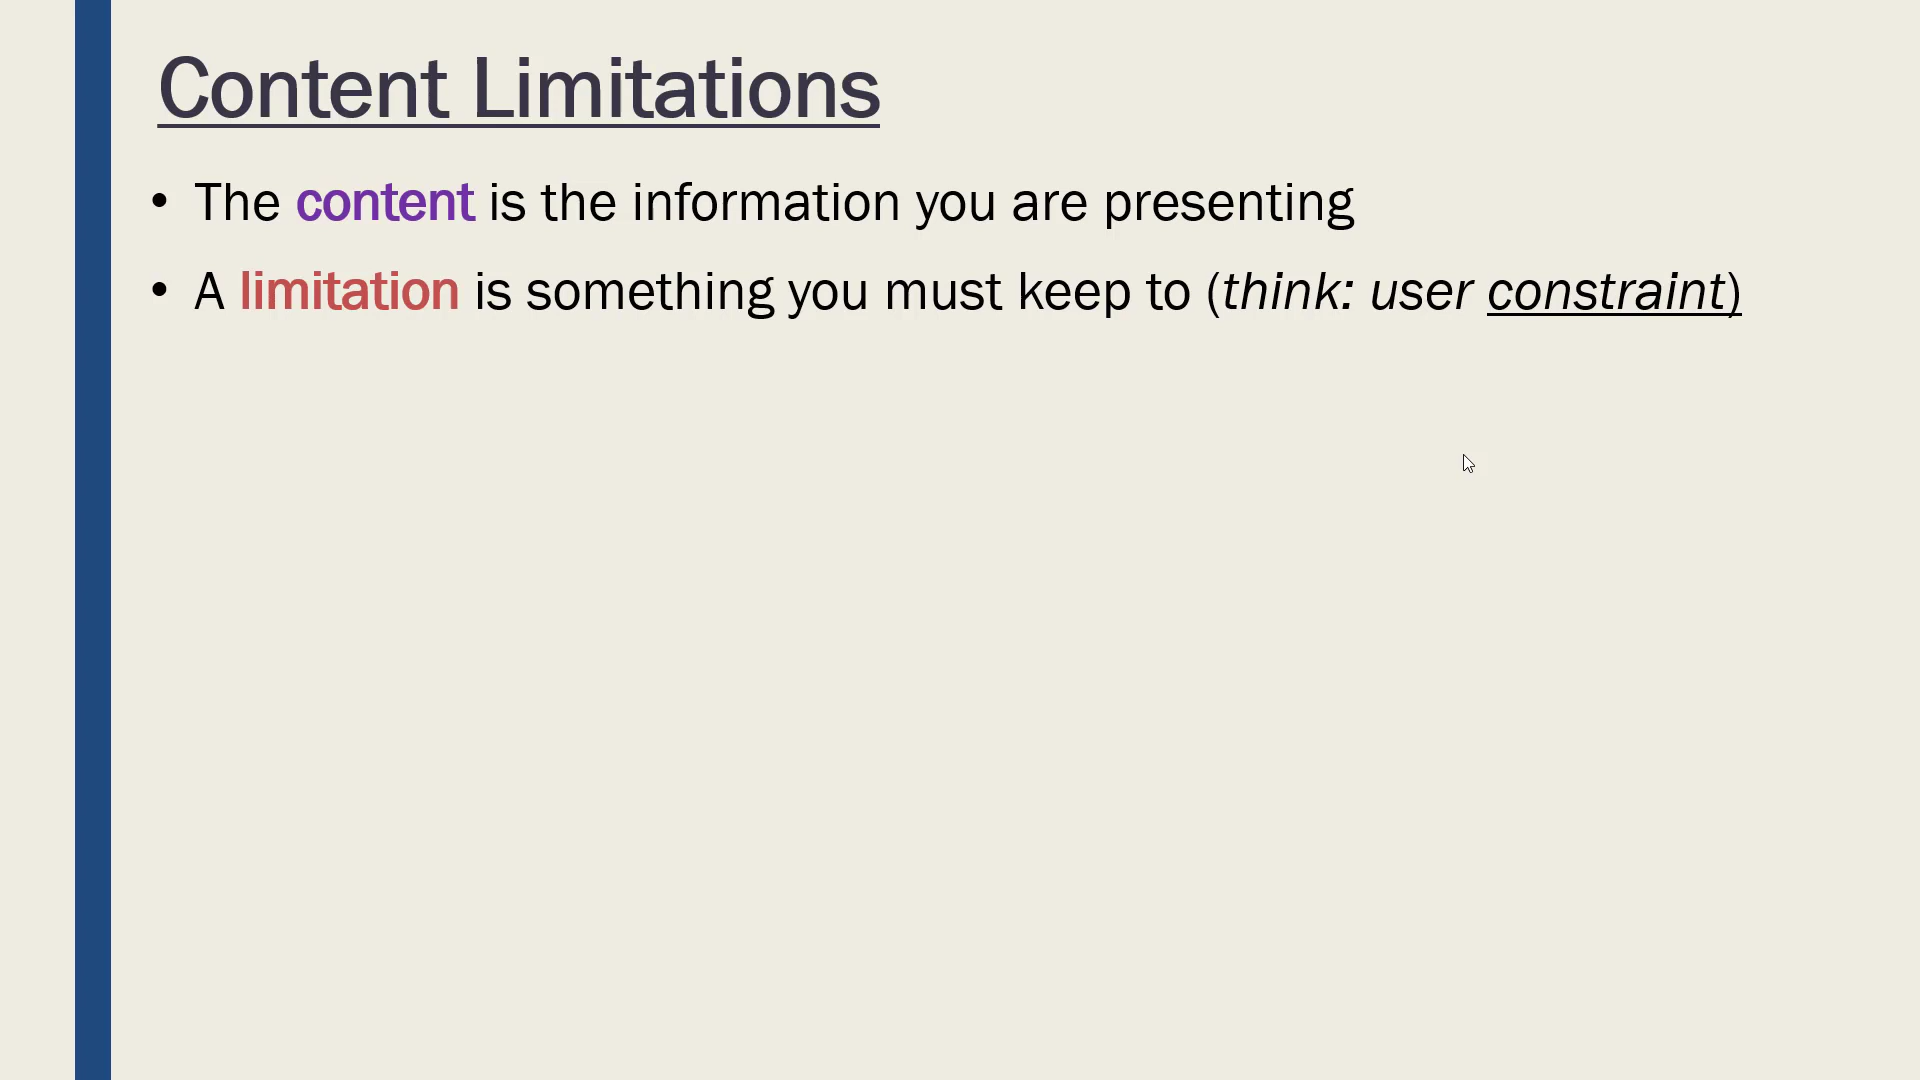 Content Limitations
• The content is the information you are presenting
• A limitation is something you must keep to (think: user constraint)